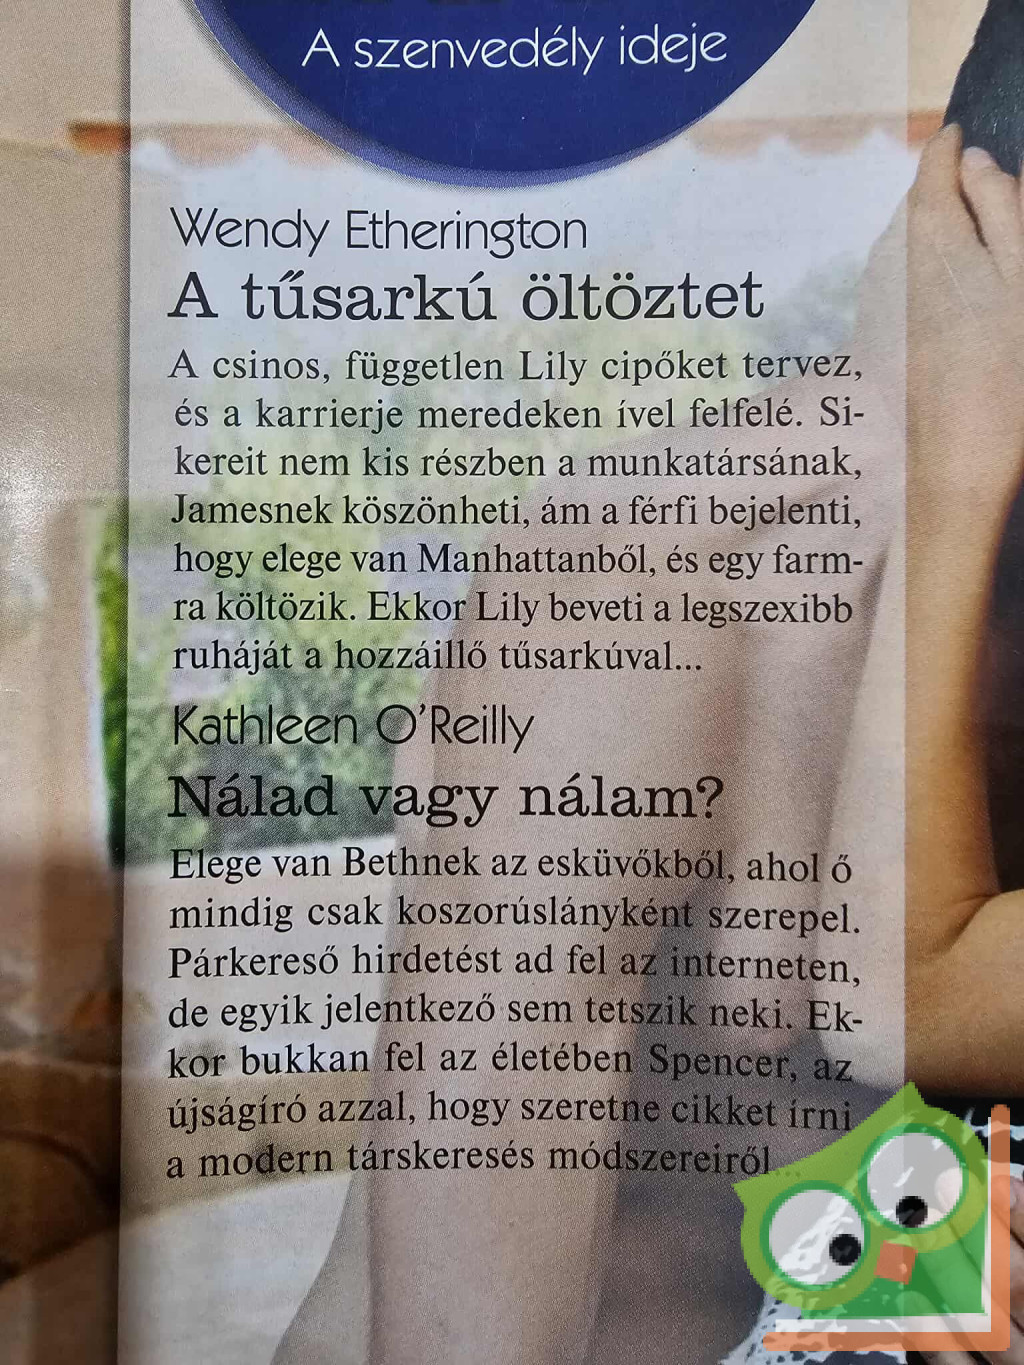 A szenvedély ideje
Wendy Etherington
A tűsarkú öltöztet
A csinos, független Lily cipőket tervez,
és a karrierje meredeken ível felfelé. Si-
kereit nem kis részben a munkatársának,
Jamesnek köszönheti, ám a férfi bejelenti,
hogy elege van Manhattanből, és egy farm-
ra költözik. Ekkor Lily beveti a legszexibb
ruháját a hozzáillő tűsarkúval...
Kathleen O'Reilly
Nálad vagy nálam?
Elege van Bethnek az esküvőkből, ahol ő
mindig csak koszorúslányként szerepel.
Párkereső hirdetést ad fel az interneten,
de egyik jelentkező sem tetszik neki. Ek-
kor bukkan fel az életében Spencer, az
újságíró azzal, hogy szeretne cikket írni
a modern társkeresés módszereiről...